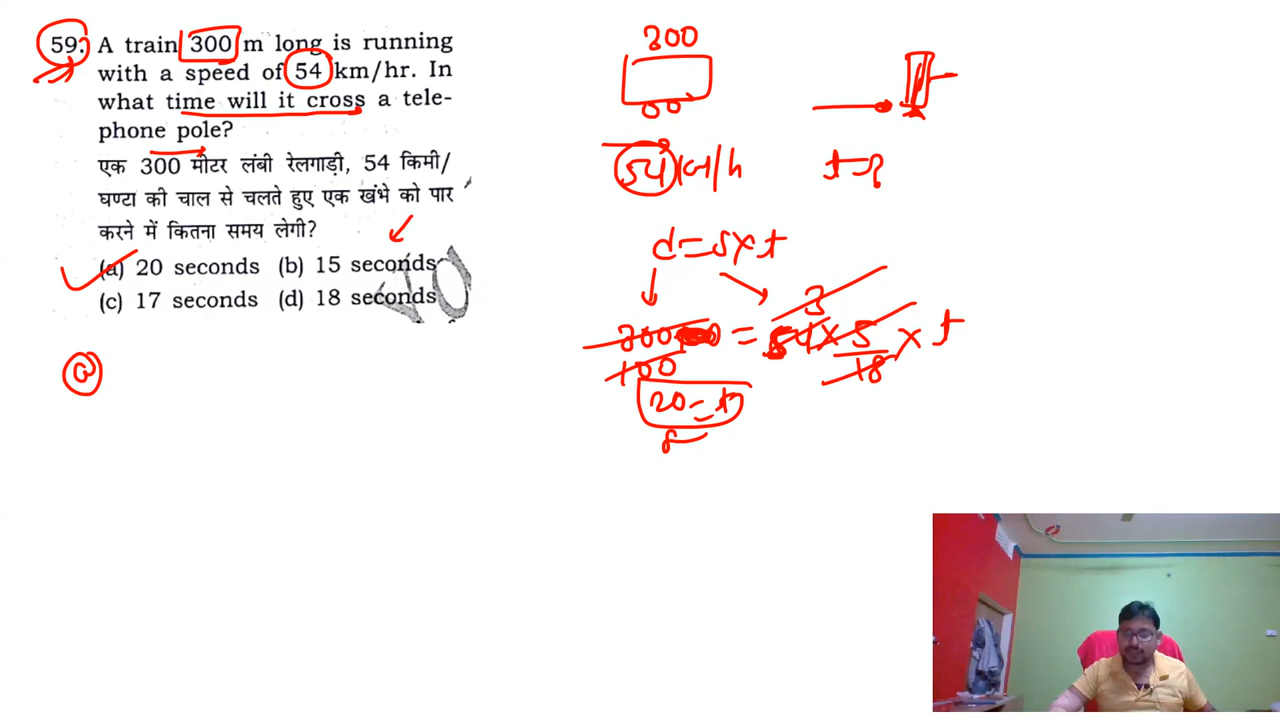 59. A train 300 m long is running
with a speed of 54 km/hr. In
what time will it cross a tele-
phone pole?
एक 300 मीटर लंबी रेलगाड़ी, 54 किमी/
घण्टा की चाल से चलते हुए एक खंभे को पार
करने में कितना समय लेगी?
(a) 20 seconds (b) 15 seconds
(c) 17 seconds (d) 18 seconds
300
54 km/h t=?
d=s×t
3
300 = 54×5/18 × t
100
20=t